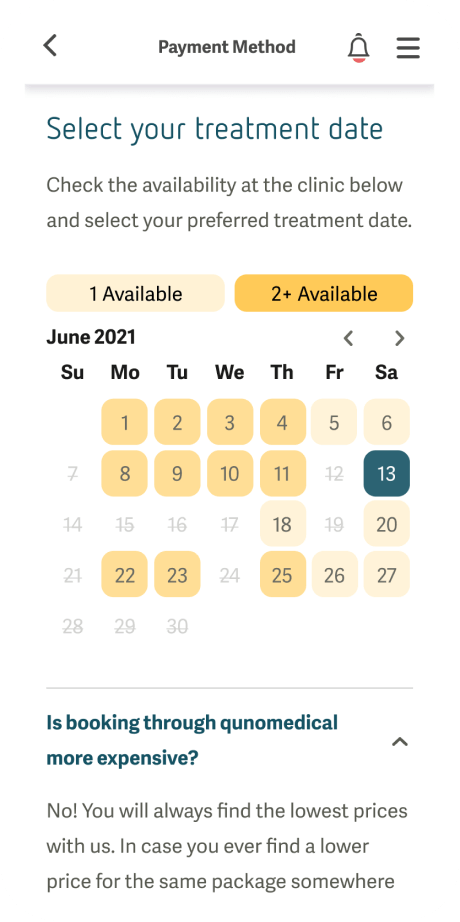 Payment Method
Select your treatment date
Check the availability at the clinic below
and select your preferred treatment date.
1 Available 2+ Available
June 2021
Su Mo Tu We Th Fr Sa
1 2 3 4 5 6
7 8 9 10 11 12 13
14 15 16 17 18 19 20
21 22 23 24 25 26 27
28 29 30
Is booking through qunomedical
more expensive?
No! You will always find the lowest prices
with us. In case you ever find a lower
price for the same package somewhere